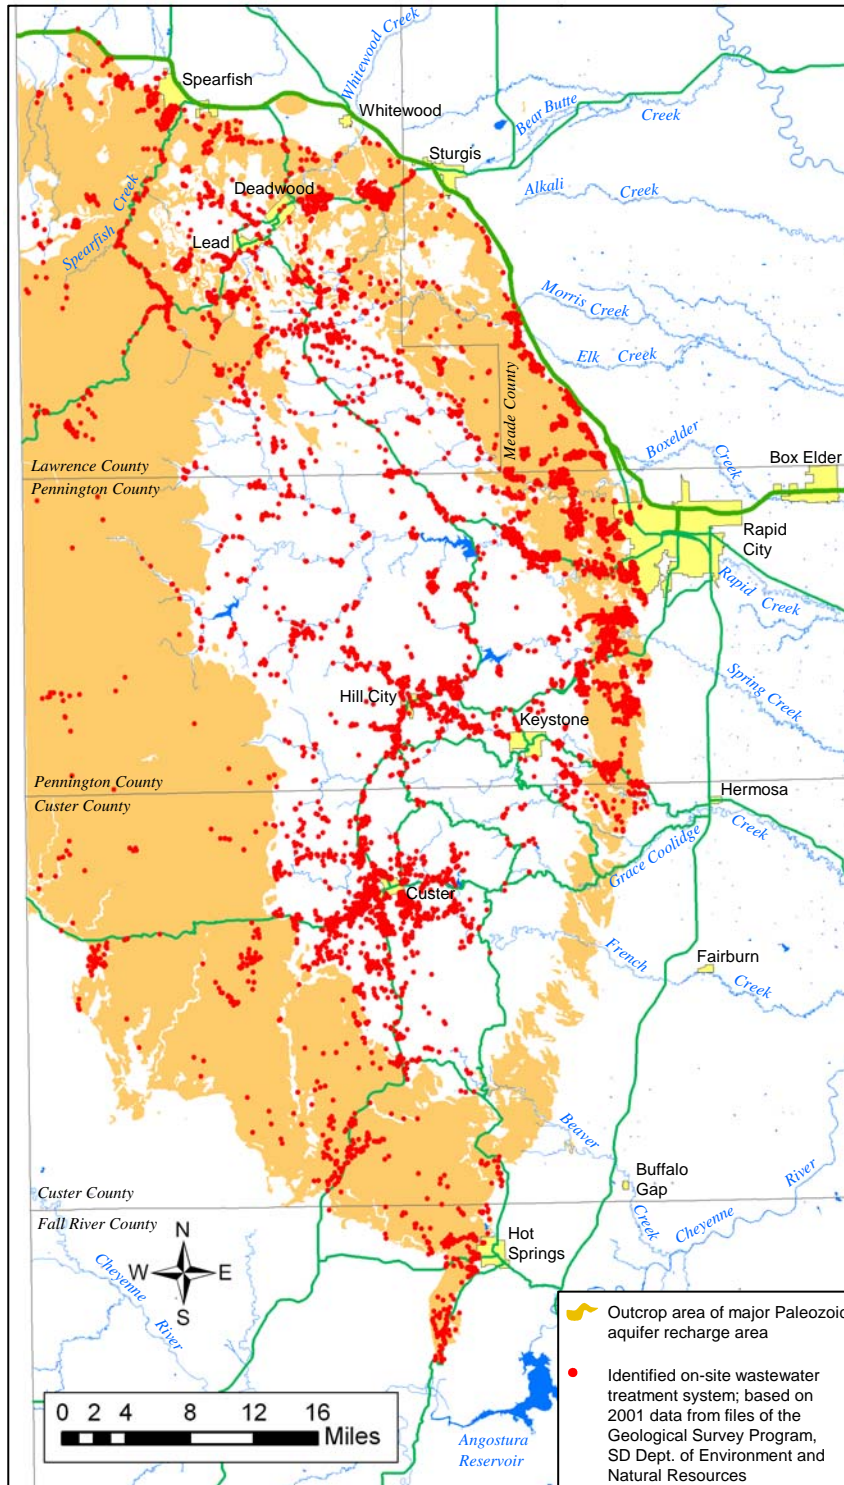 Spearfish
Whitewood Creek
Whitewood
Bear Butte
Creek
Sturgis
Deadwood
Alkali
Creek
Spearfish Creek
Lead
Morris Creek
Elk Creek
Meade County
Boxelder
Creek
Box Elder
Lawrence County
Pennington County
Rapid
City
Rapid Creek
Spring Creek
Hill City
Keystone
Pennington County
Custer County
Hermosa
Grace Coolidge
Creek
Custer
French
Creek
Fairburn
Beaver
Creek
Buffalo
Gap
Cheyenne
River
Custer County
Fall River County
Hot
Springs
Cheyenne
River
N
W
E
S
0 2 4 8 12 16
Miles
Angostura
Reservoir
Outcrop area of major Paleozoic
aquifer recharge area
Identified on-site wastewater
treatment system; based on
2001 data from files of the
Geological Survey Program,
SD Dept. of Environment and
Natural Resources